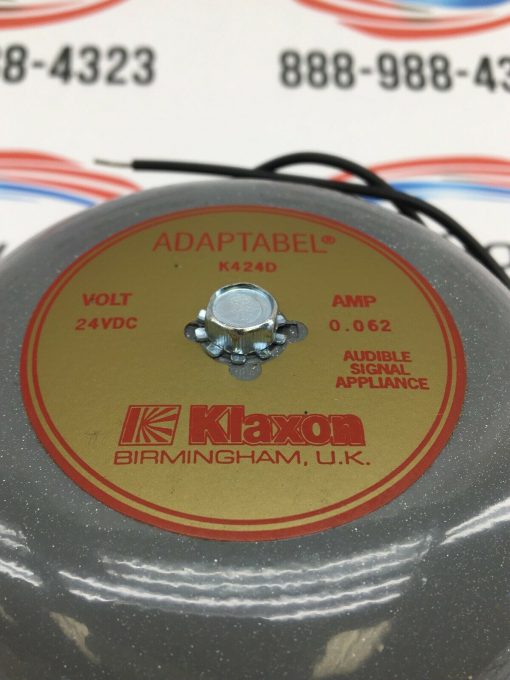 8-4323
888-988-43
ADAPTABEL®
K424D
VOLT
24VDC
AMP
0.062
AUDIBLE
SIGNAL
APPLIANCE
Klaxon
BIRMINGHAM, U.K.